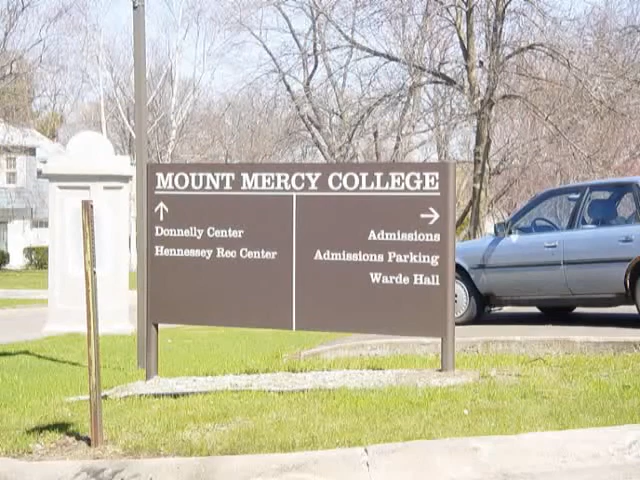 MOUNT MERCY COLLEGE
Donnelly Center
Hennessey Rec Center
Admissions
Admissions Parking
Warde Hall